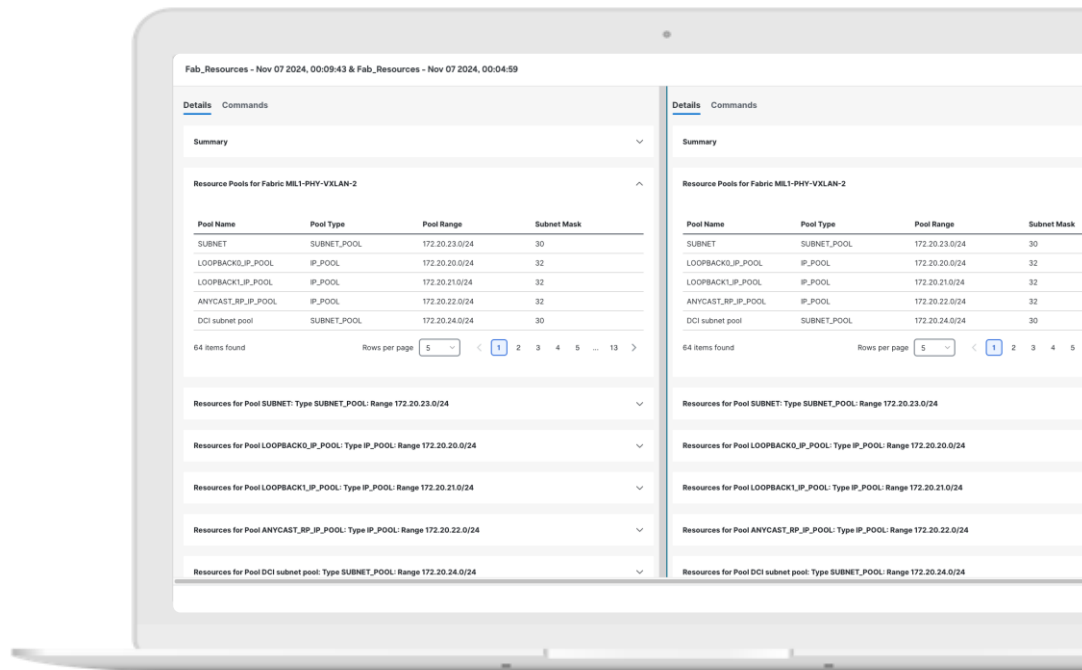 Fab_Resources - Nov 07 2024, 00:09:43 & Fab_Resources - Nov 07 2024, 00:04:59
Details Commands
Summary
Resource Pools for Fabric MIL1-PHY-VXLAN-2
Pool Name Pool Type Pool Range Subnet Mask
SUBNET SUBNET_POOL 172.20.23.0/24 30
LOOPBACK0_IP_POOL IP_POOL 172.20.20.0/24 32
LOOPBACK1_IP_POOL IP_POOL 172.20.21.0/24 32
ANYCAST_RP_IP_POOL IP_POOL 172.20.22.0/24 32
DCI subnet pool SUBNET_POOL 172.20.24.0/24 30
64 items found Rows per page 5 1 2 3 4 5 ... 13
Resources for Pool SUBNET: Type SUBNET_POOL: Range 172.20.23.0/24
Resources for Pool LOOPBACK0_IP_POOL: Type IP_POOL: Range 172.20.20.0/24
Resources for Pool LOOPBACK1_IP_POOL: Type IP_POOL: Range 172.20.21.0/24
Resources for Pool ANYCAST_RP_IP_POOL: Type IP_POOL: Range 172.20.22.0/24
Resources for Pool DCI subnet pool: Type SUBNET_POOL: Range 172.20.24.0/24
Details Commands
Summary
Resource Pools for Fabric MIL1-PHY-VXLAN-2
Pool Name Pool Type Pool Range Subnet Mask
SUBNET SUBNET_POOL 172.20.23.0/24 30
LOOPBACK0_IP_POOL IP_POOL 172.20.20.0/24 32
LOOPBACK1_IP_POOL IP_POOL 172.20.21.0/24 32
ANYCAST_RP_IP_POOL IP_POOL 172.20.22.0/24 32
DCI subnet pool SUBNET_POOL 172.20.24.0/24 30
64 items found Rows per page 5 1 2 3 4 5
Resources for Pool SUBNET: Type SUBNET_POOL: Range 172.20.23.0/24
Resources for Pool LOOPBACK0_IP_POOL: Type IP_POOL: Range 172.20.20.0/24
Resources for Pool LOOPBACK1_IP_POOL: Type IP_POOL: Range 172.20.21.0/24
Resources for Pool ANYCAST_RP_IP_POOL: Type IP_POOL: Range 172.20.22.0/24
Resources for Pool DCI subnet pool: Type SUBNET_POOL: Range 172.20.24.0/24